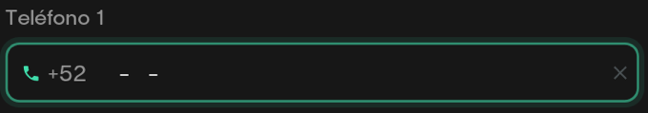 Teléfono 1
+52 - -